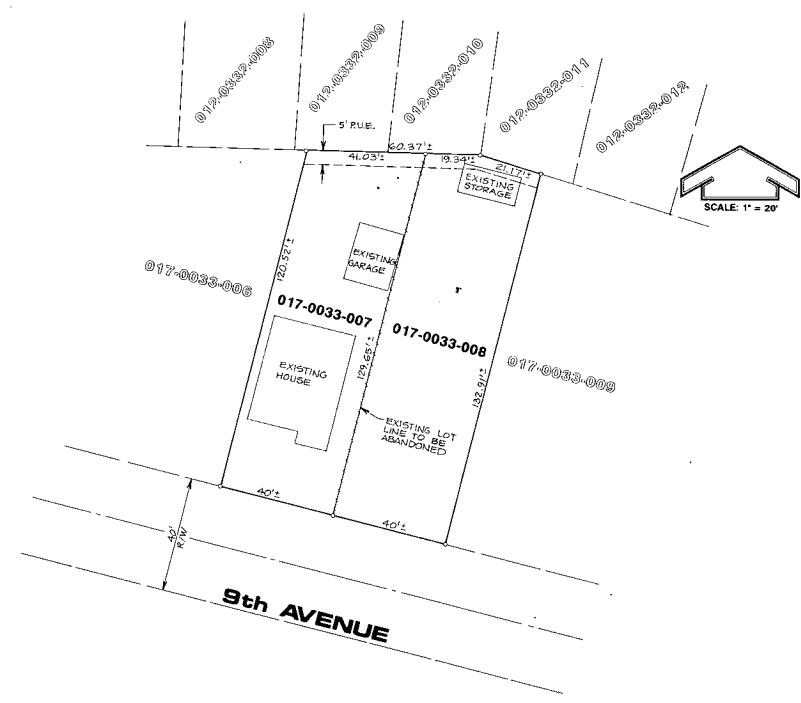 012-0332-008
012-0332-009
012-0332-010
012-0332-011
012-0332-012
5' P.U.E.
60.37'±
41.03'±
19.34'±
21.17'±
EXISTING
STORAGE
SCALE: 1" = 20'
EXISTING
GARAGE
120.52'±
017-0033-006
017-0033-007
017-0033-008
017-0033-009
EXISTING
HOUSE
129.65'±
132.91'±
EXISTING LOT
LINE TO BE
ABANDONED
40'±
40'±
40'
R/W
9th AVENUE